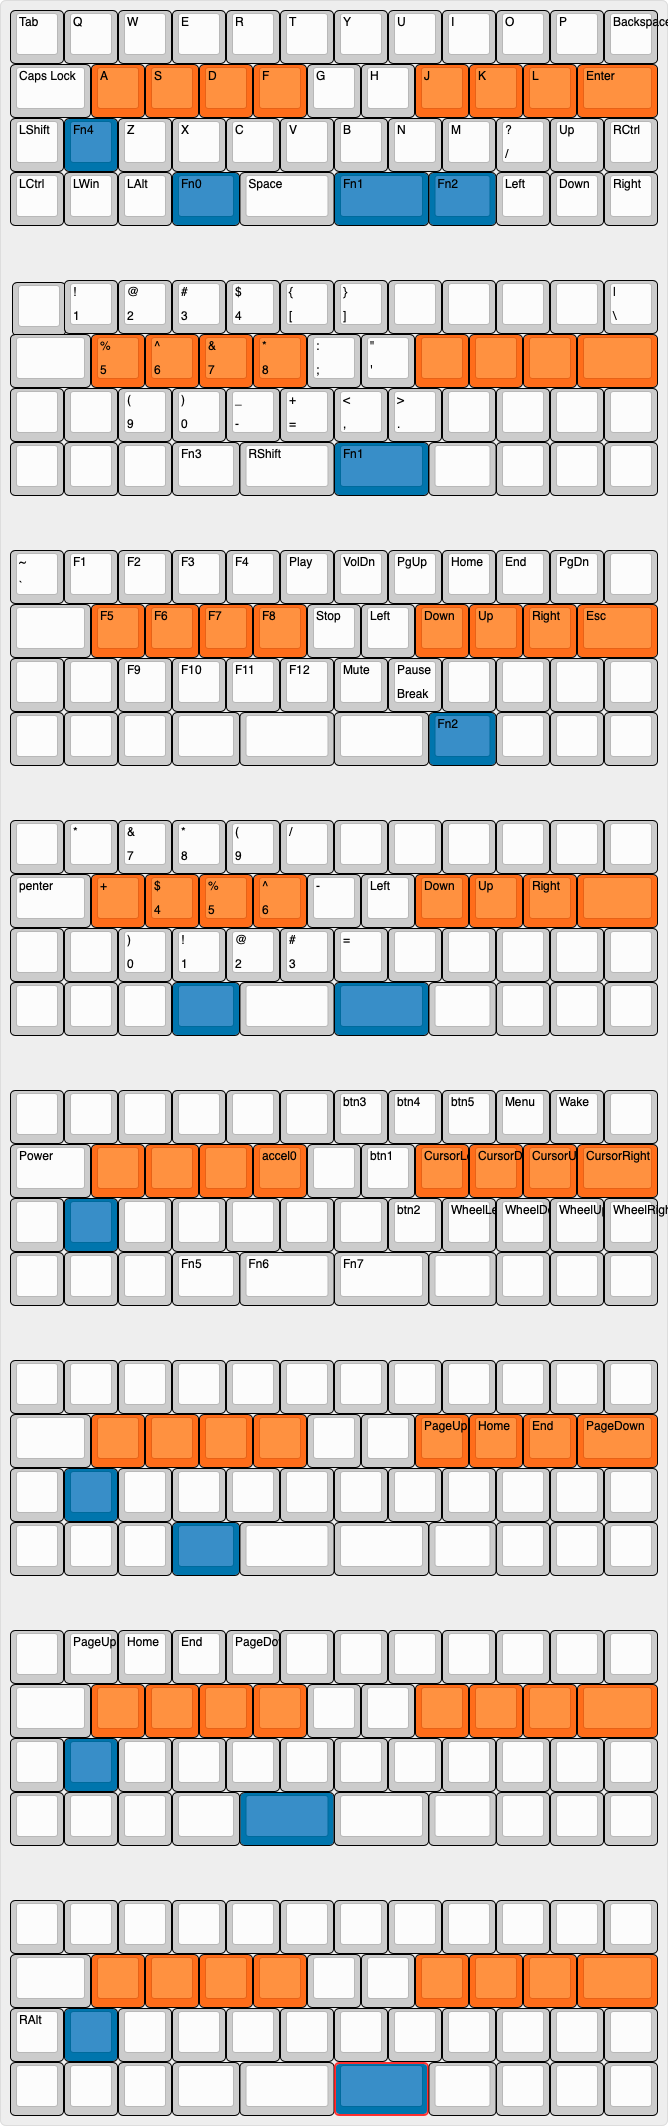 Tab Q W E R T Y U I O P Backspace
Caps Lock A S D F G H J K L Enter
LShift Fn4 Z X C V B N M ? Up RCtrl
/
LCtrl LWin LAlt Fn0 Space Fn1 Fn2 Left Down Right
! @ # $ { } |
1 2 3 4 [ ] \
% ^ & * : "
5 6 7 8 ; '
( ) _ + < >
9 0 - = , .
Fn3 RShift Fn1
~ F1 F2 F3 F4 Play VolDn PgUp Home End PgDn
`
F5 F6 F7 F8 Stop Left Down Up Right Esc
F9 F10 F11 F12 Mute Pause
Break
Fn2
* & * ( /
7 8 9
penter + $ % ^ - Left Down Up Right
4 5 6
) ! @ # =
0 1 2 3
btn3 btn4 btn5 Menu Wake
Power accel0 btn1 CursorL CursorD CursorU CursorRight
btn2 WheelLe WheelDo WheelUp WheelRigh
Fn5 Fn6 Fn7
PageUp Home End PageDown
PageUp Home End PageDo
RAlt